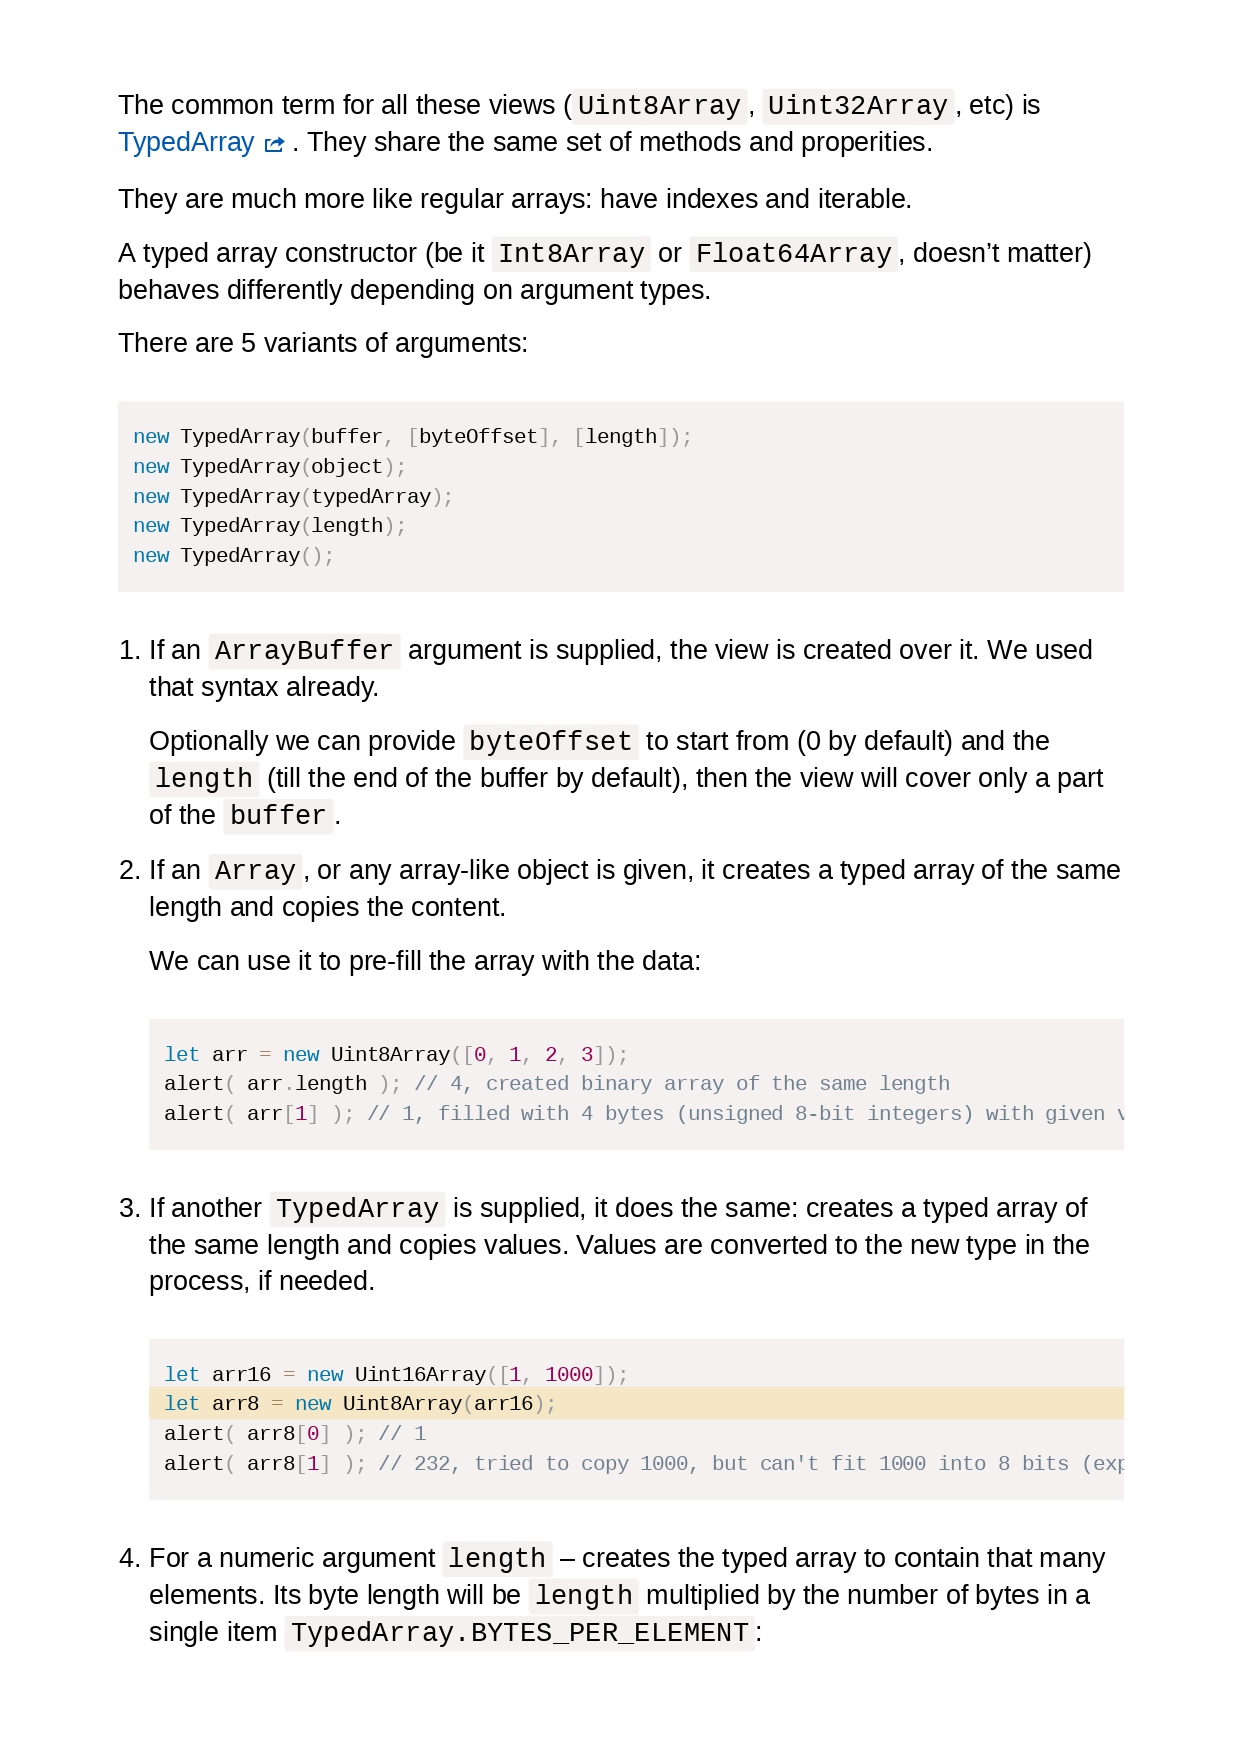 The common term for all these views (Uint8Array, Uint32Array, etc) is
TypedArray . They share the same set of methods and properities.
They are much more like regular arrays: have indexes and iterable.
A typed array constructor (be it Int8Array or Float64Array, doesn’t matter)
behaves differently depending on argument types.
There are 5 variants of arguments:
new TypedArray(buffer, [byteOffset], [length]);
new TypedArray(object);
new TypedArray(typedArray);
new TypedArray(length);
new TypedArray();
1. If an ArrayBuffer argument is supplied, the view is created over it. We used
that syntax already.
Optionally we can provide byteOffset to start from (0 by default) and the
length (till the end of the buffer by default), then the view will cover only a part
of the buffer.
2. If an Array, or any array-like object is given, it creates a typed array of the same
length and copies the content.
We can use it to pre-fill the array with the data:
let arr = new Uint8Array([0, 1, 2, 3]);
alert( arr.length ); // 4, created binary array of the same length
alert( arr[1] ); // 1, filled with 4 bytes (unsigned 8-bit integers) with given
3. If another TypedArray is supplied, it does the same: creates a typed array of
the same length and copies values. Values are converted to the new type in the
process, if needed.
let arr16 = new Uint16Array([1, 1000]);
let arr8 = new Uint8Array(arr16);
alert( arr8[0] ); // 1
alert( arr8[1] ); // 232, tried to copy 1000, but can't fit 1000 into 8 bits (exp
4. For a numeric argument length – creates the typed array to contain that many
elements. Its byte length will be length multiplied by the number of bytes in a
single item TypedArray.BYTES_PER_ELEMENT: